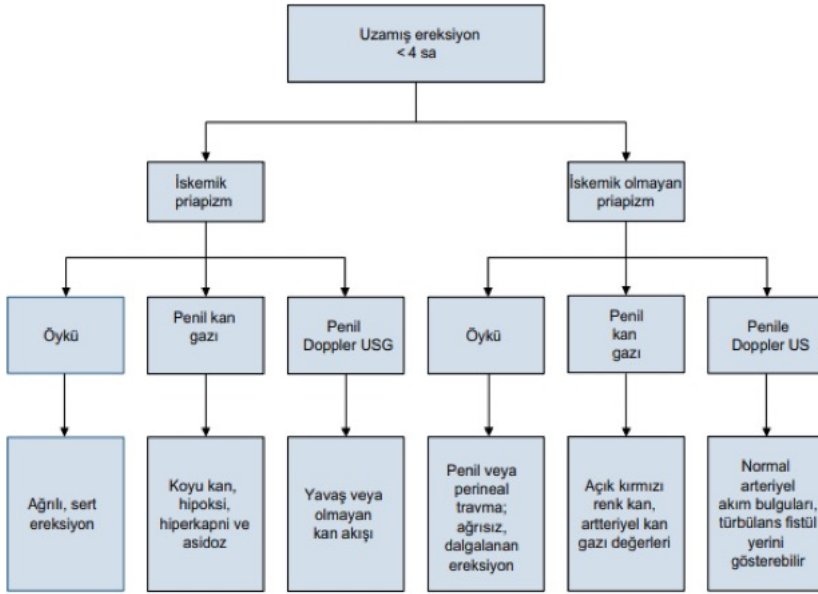 Uzamış ereksiyon
< 4 sa
İskemik
priapizm
İskemik olmayan
priapizm
Öykü
Penil kan
gazı
Penil
Doppler USG
Öykü
Penil
kan
gazı
Penile
Doppler US
Ağrılı, sert
ereksiyon
Koyu kan,
hipoksi,
hiperkapni ve
asidoz
Yavaş veya
olmayan
kan akışı
Penil veya
perineal
travma;
ağrısız,
dalgalanan
ereksiyon
Açık kırmızı
renk kan,
artteriyel kan
gazı değerleri
Normal
arteriyel
akım bulguları,
türbülans fistül
yerini
gösterebilir